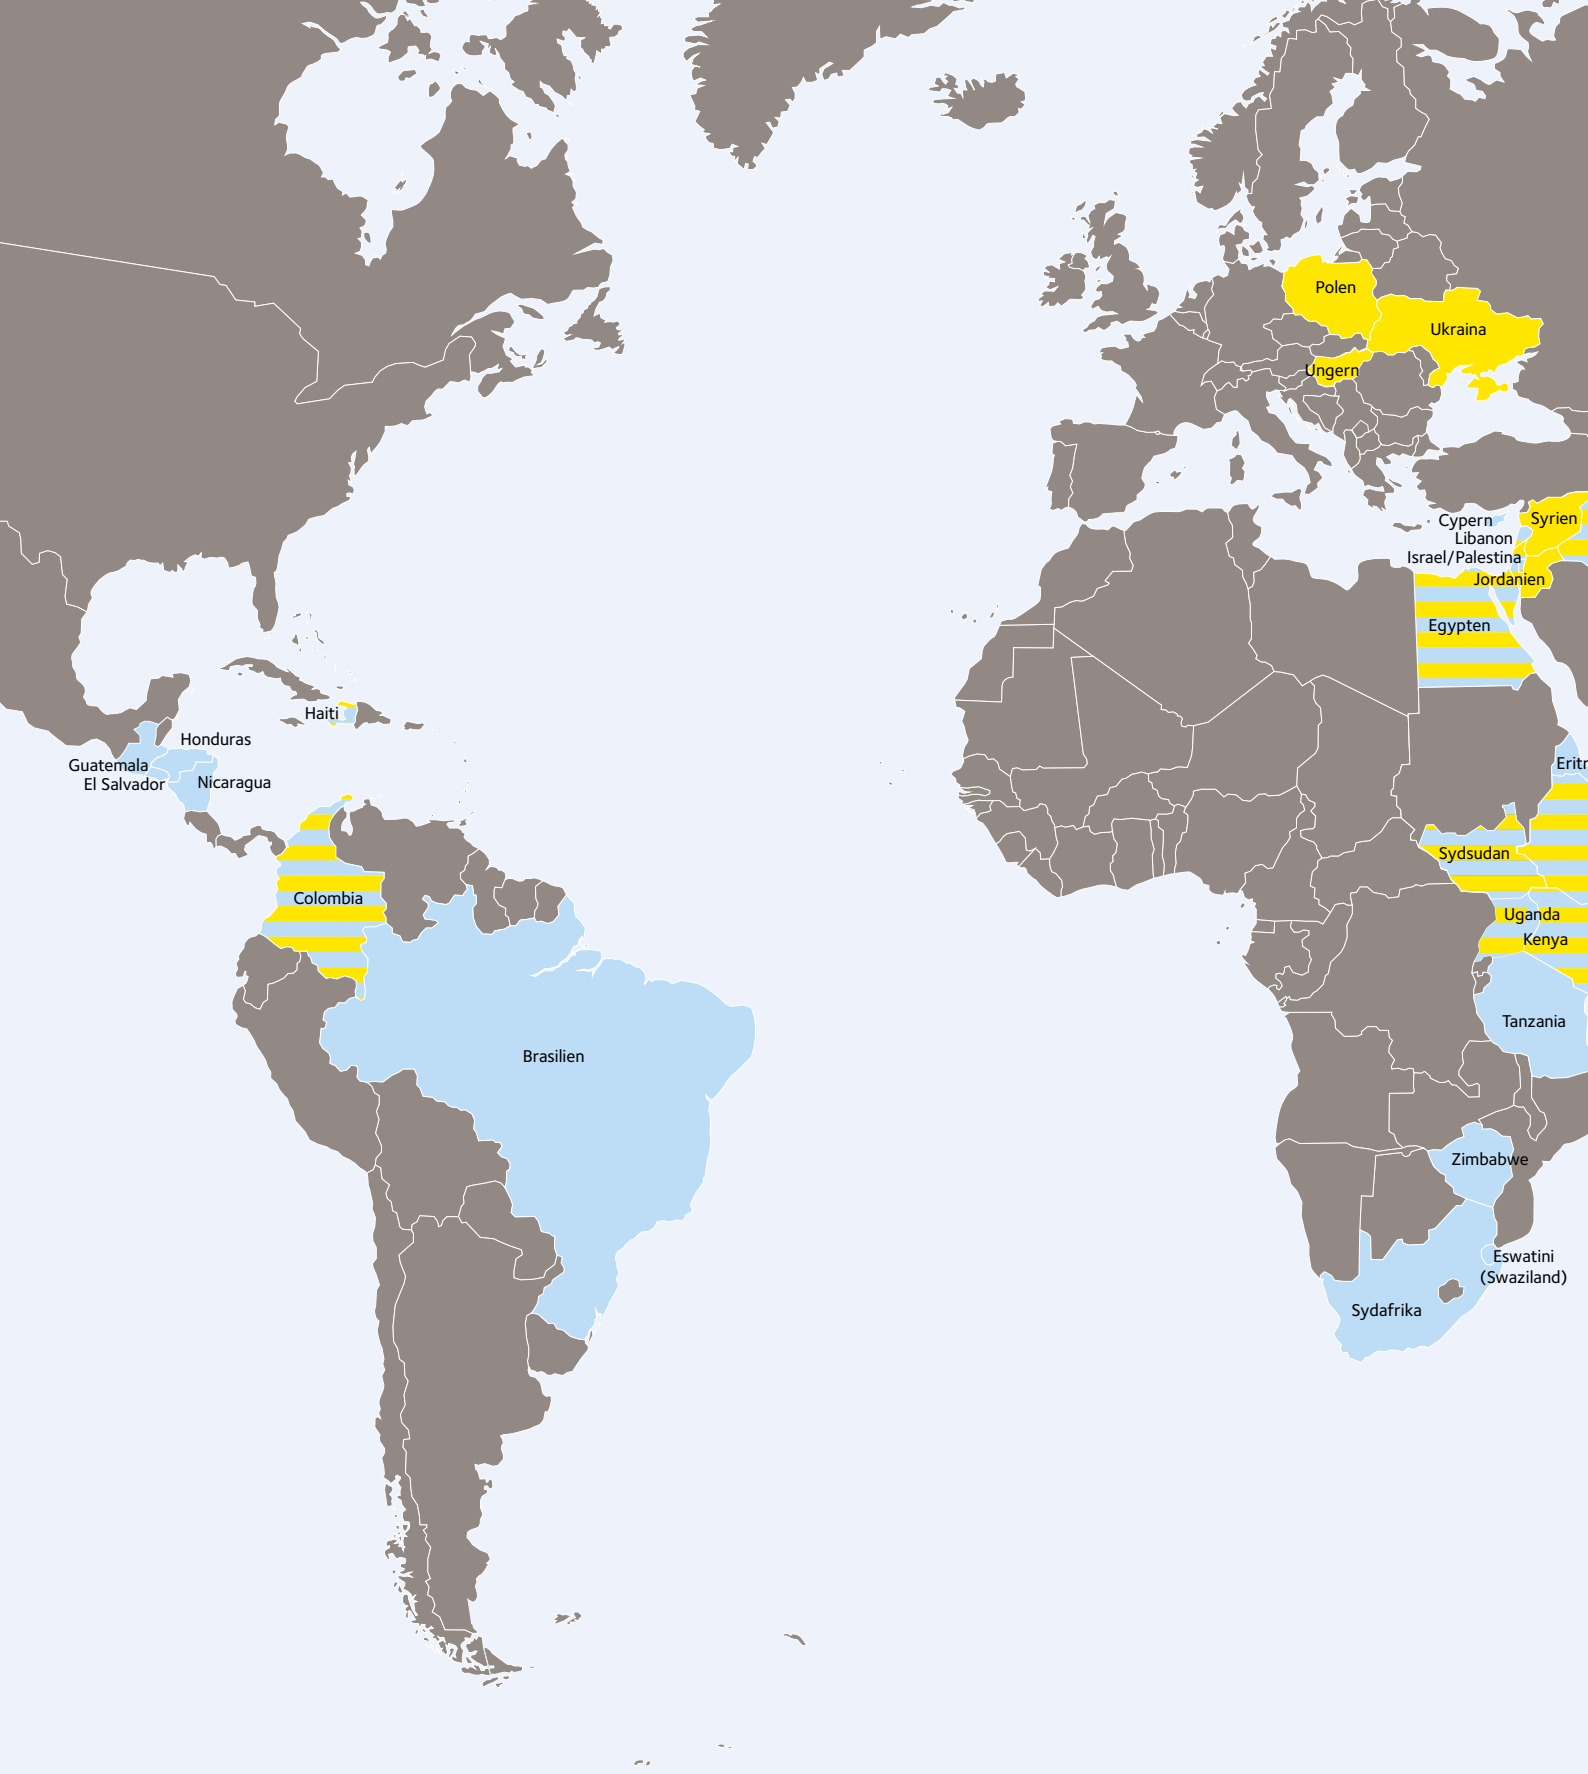 Polen
Ukraina
Ungern
Cypern
Syrien
Libanon
Israel/Palestina
Jordanien
Egypten
Haiti
Honduras
Guatemala
El Salvador
Nicaragua
Eritr
Sydsudan
Colombia
Uganda
Kenya
Tanzania
Brasilien
Zimbabwe
Eswatini
(Swaziland)
Sydafrika